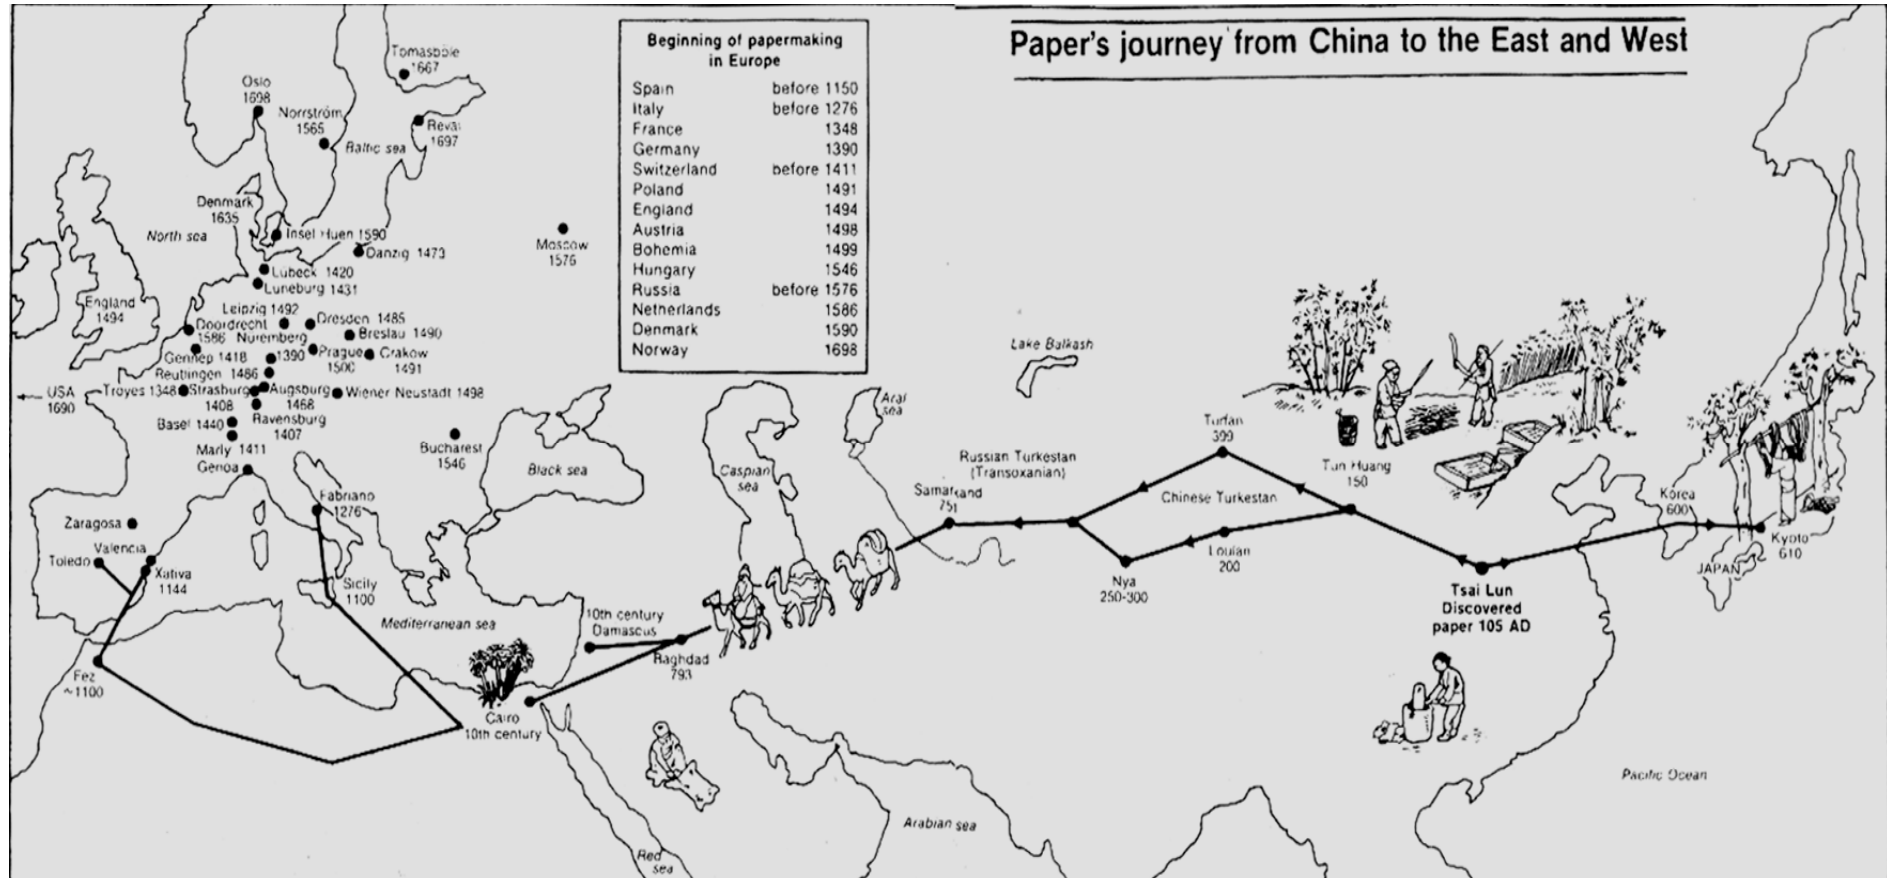 Paper's journey from China to the East and West
Beginning of papermaking
in Europe
Spain before 1150
Italy before 1276
France 1348
Germany 1390
Switzerland before 1411
Poland 1491
England 1494
Austria 1498
Bohemia 1499
Hungary 1546
Russia before 1576
Netherlands 1586
Denmark 1590
Norway 1698
Tomasböle
1667
Oslo
1698
Norrström
1565
Baltic sea
Reval
1697
Denmark
1635
North sea
Insel Huen 1590
Danzig 1473
Moscow
1576
Lübeck 1420
Luneburg 1431
England
1494
Leipzig 1492
Dresden 1485
Doordrecht
1586
Nuremberg
1390
Breslau 1490
Gennep 1418
Prague
1500
Crakow
1491
Reutlingen 1486
USA
1690
Troyes 1348
Strasburg
1408
Augsburg
1468
Wiener Neustadt 1498
Basel 1440
Ravensburg
1407
Marly 1411
Genoa
Bucharest
1546
Black sea
Caspian
sea
Aral
sea
Lake Balkash
Fabriano
1276
Zaragosa
Valencia
Toledo
Xativa
1144
Sicily
1100
Mediterranean sea
Fez
~1100
10th century
Damascus
Baghdad
793
Cairo
10th century
Red
sea
Arabian sea
Russian Turkestan
(Transoxanian)
Samarkand
751
Turfan
399
Chinese Turkestan
Loulan
200
Nya
250-300
Tun Huang
150
Tsai Lun
Discovered
paper 105 AD
Korea
600
Kyoto
610
JAPAN
Pacific Ocean